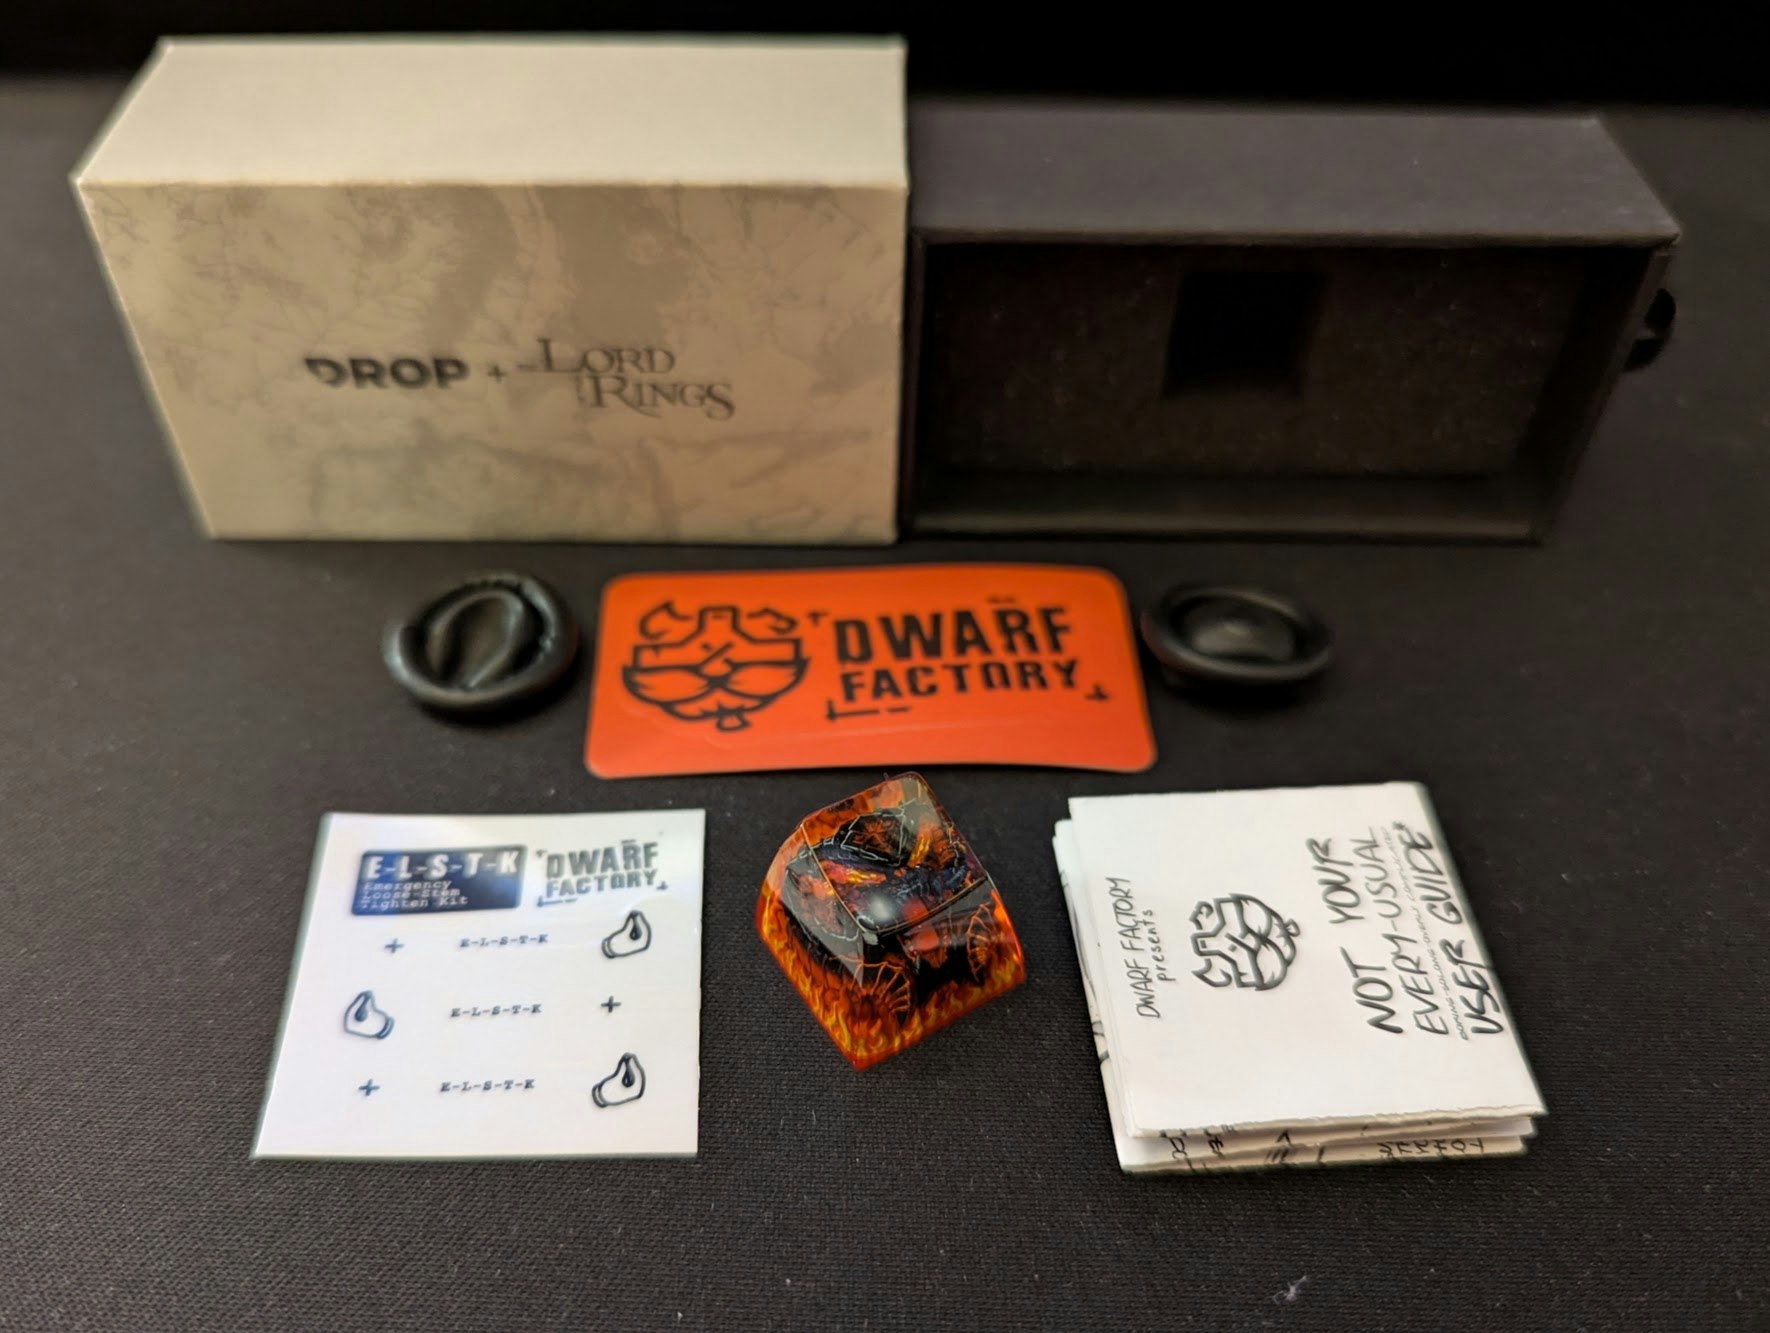 DROP + LORD
RINGS
DWARF
FACTORY
E-L-S-T-K
Emergency
Loose-Stem
Tighten Kit
DWARF
FACTORY
E-L-S-T-K
E-L-S-T-K
E-L-S-T-K
DWARF FACTORY
presents
NOT YOUR
EVERY-USUAL
USER GUIDE*